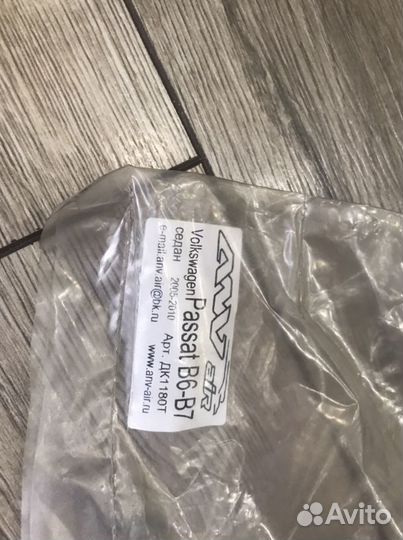 ANV air
Volkswagen Passat B6-B7
седан 2005-2010 Арт. ДК1180Т
e-mail.anv.air@bk.ru www.anv-air.ru
Avito